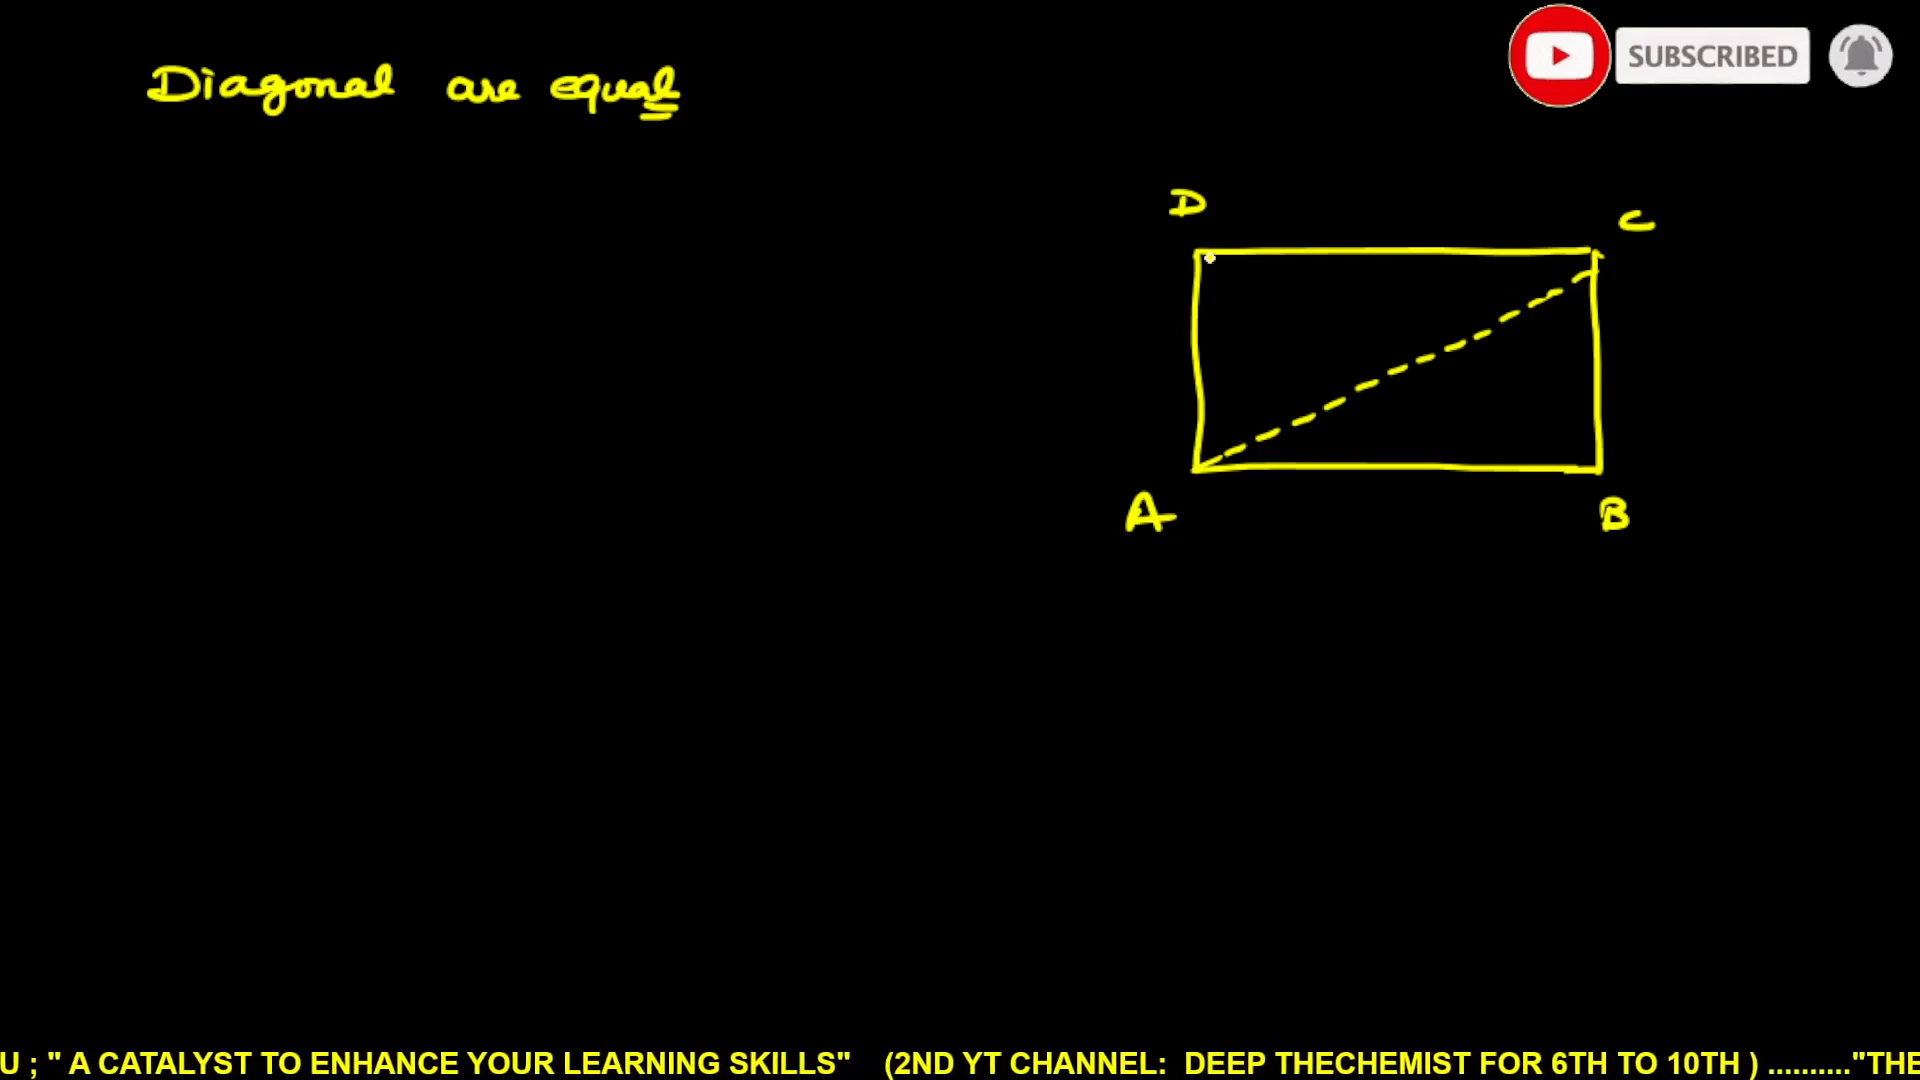 Diagonal are equal
SUBSCRIBED
D
C
A
B
U ; " A CATALYST TO ENHANCE YOUR LEARNING SKILLS" (2ND YT CHANNEL: DEEP THECHEMIST FOR 6TH TO 10TH ) .........."THE